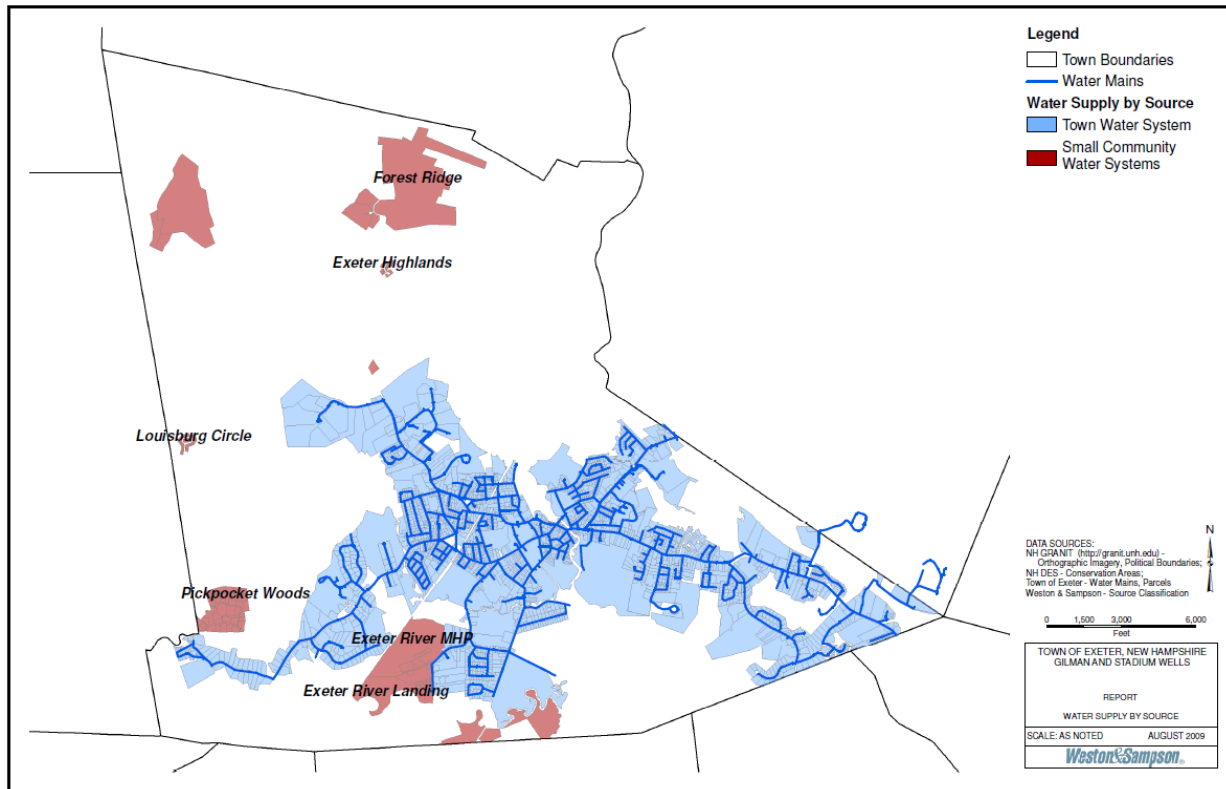 Legend
Town Boundaries
Water Mains
Water Supply by Source
Town Water System
Small Community
Water Systems
Forest Ridge
Exeter Highlands
Louisburg Circle
Pickpocket Woods
Exeter River MHP
Exeter River Landing
N
DATA SOURCES:
NH GRANIT (http://granit.unh.edu) -
Orthographic Imagery, Political Boundaries;
NH DES - Conservation Areas;
Town of Exeter - Water Mains, Parcels
Weston & Sampson - Source Classification
0 1,500 3,000 6,000
Feet
TOWN OF EXETER, NEW HAMPSHIRE
GILMAN AND STADIUM WELLS
REPORT
WATER SUPPLY BY SOURCE
SCALE: AS NOTED AUGUST 2009
Weston&Sampson®